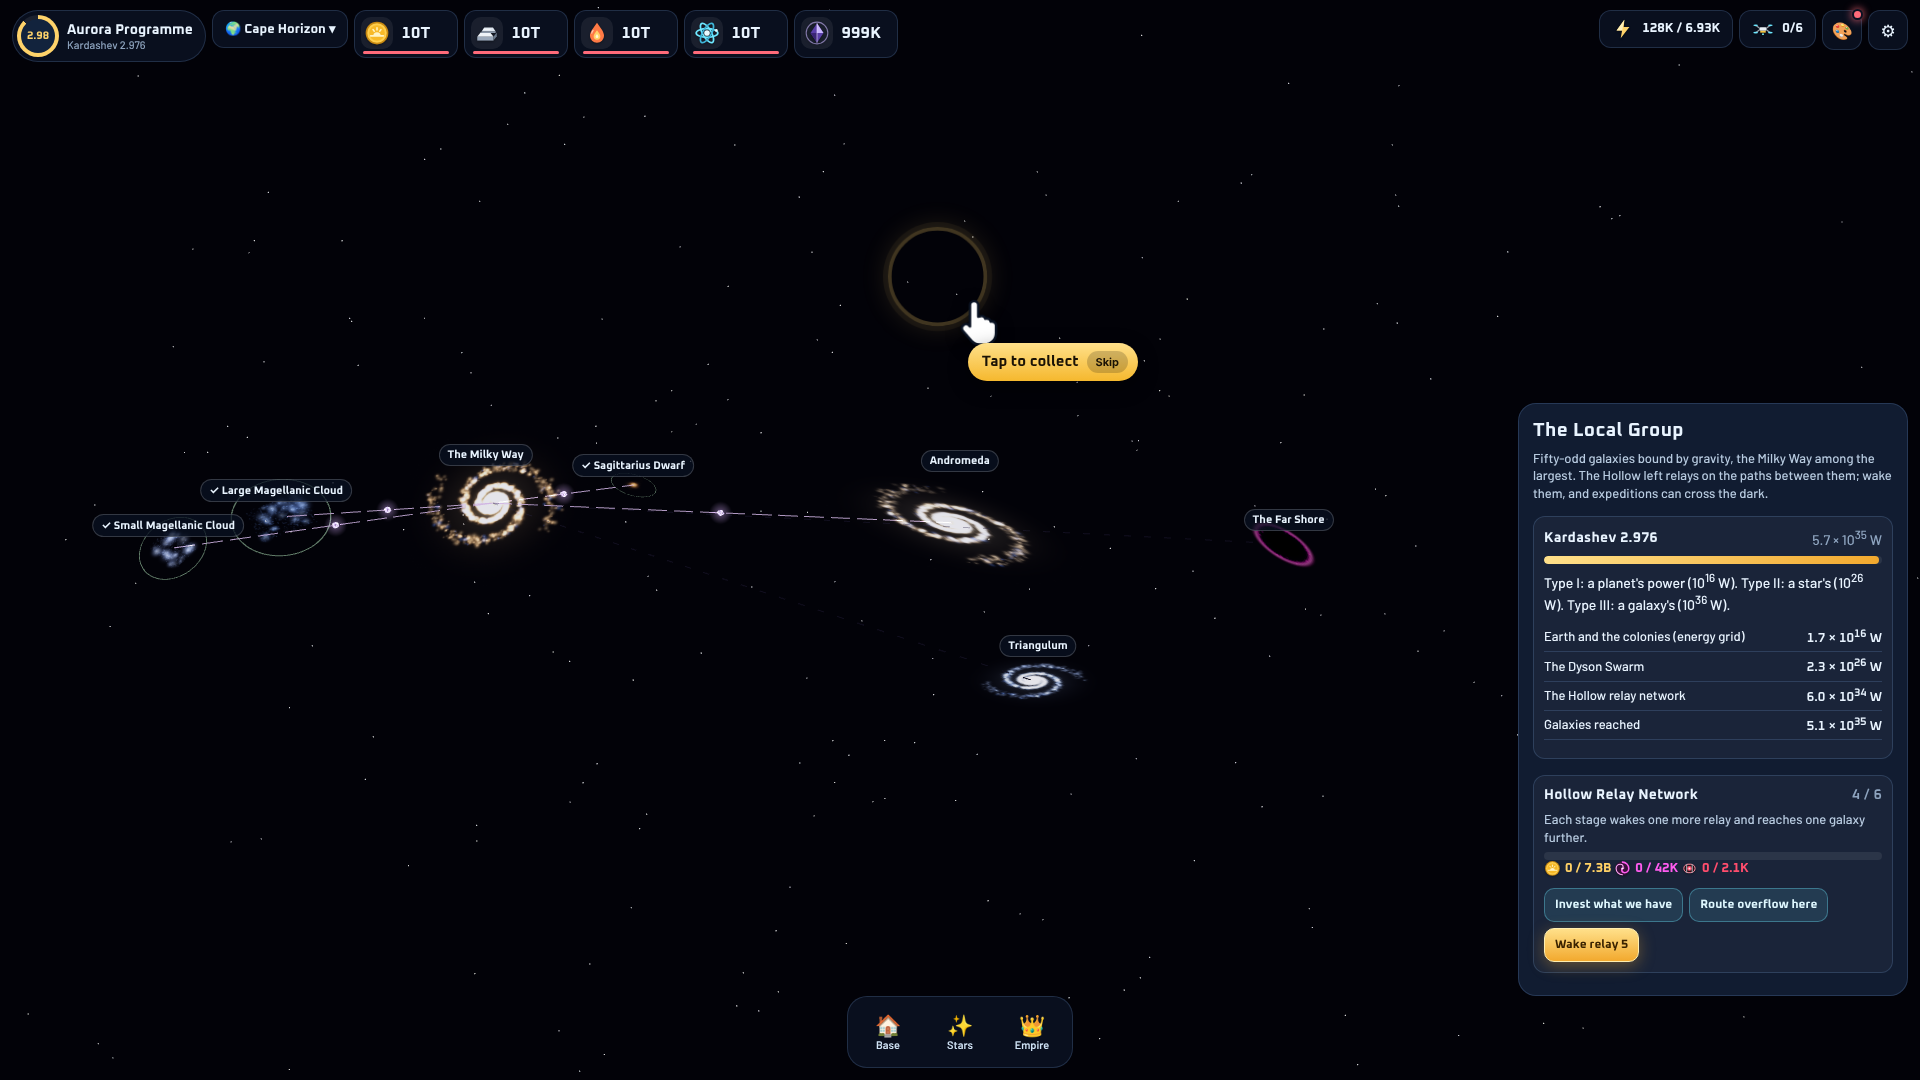 2.98
Aurora Programme
Kardashev 2.976
Cape Horizon ▾
10T
10T
10T
10T
999K
128K / 6.93K
0/6
Tap to collect
Skip
The Milky Way
✓ Sagittarius Dwarf
Andromeda
✓ Large Magellanic Cloud
✓ Small Magellanic Cloud
The Far Shore
Triangulum
The Local Group
Fifty-odd galaxies bound by gravity, the Milky Way among the
largest. The Hollow left relays on the paths between them; wake
them, and expeditions can cross the dark.
Kardashev 2.976
5.7 × 10³⁵ W
Type I: a planet's power (10¹⁶ W). Type II: a star's (10²⁶
W). Type III: a galaxy's (10³⁶ W).
Earth and the colonies (energy grid)
1.7 × 10¹⁶ W
The Dyson Swarm
2.3 × 10²⁶ W
The Hollow relay network
6.0 × 10³⁴ W
Galaxies reached
5.1 × 10³⁵ W
Hollow Relay Network
4 / 6
Each stage wakes one more relay and reaches one galaxy
further.
0 / 7.3B 0 / 42K 0 / 2.1K
Invest what we have
Route overflow here
Wake relay 5
Base
Stars
Empire